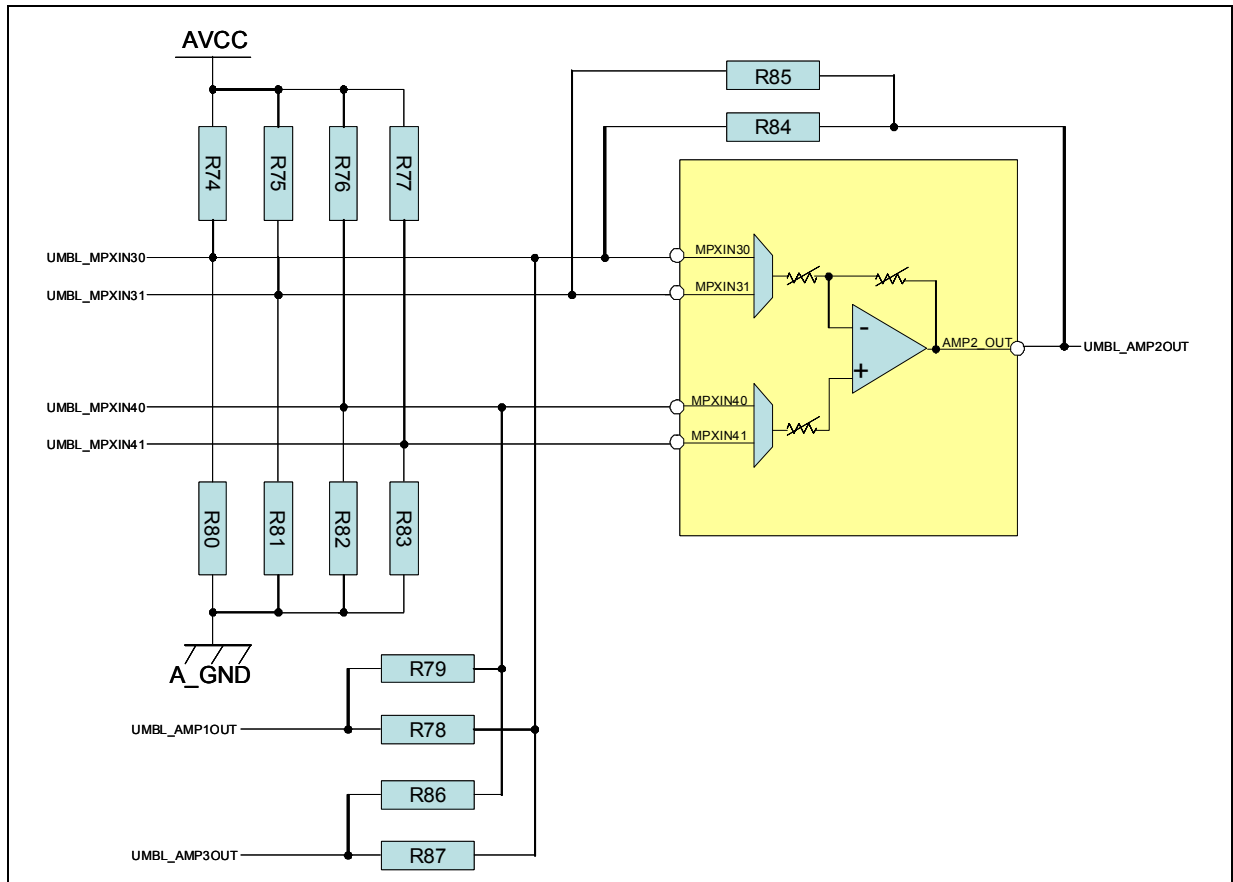 AVCC
R85
R84
R74
R75
R76
R77
UMBL_MPXIN30
MPXIN30
UMBL_MPXIN31
MPXIN31
-
AMP2_OUT
UMBL_AMP2OUT
+
UMBL_MPXIN40
MPXIN40
UMBL_MPXIN41
MPXIN41
R80
R81
R82
R83
A_GND
R79
UMBL_AMP1OUT
R78
R86
UMBL_AMP3OUT
R87